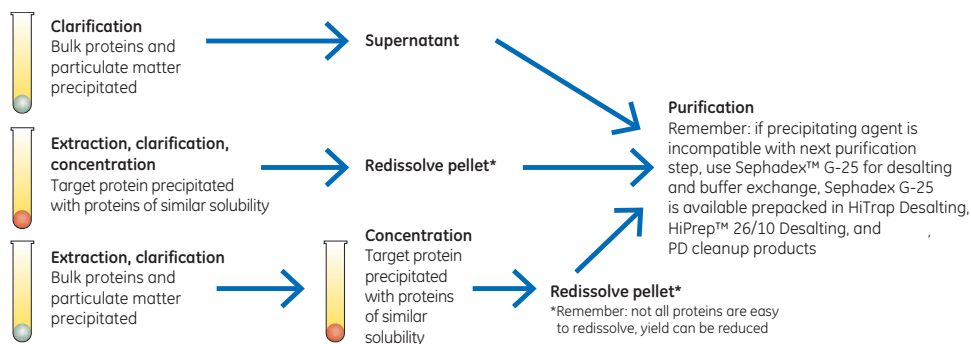 Clarification
Bulk proteins and
particulate matter
precipitated
Supernatant
Extraction, clarification,
concentration
Target protein precipitated
with proteins of similar solubility
Redissolve pellet*
Extraction, clarification
Bulk proteins and
particulate matter
precipitated
Concentration
Target protein
precipitated
with proteins
of similar
solubility
Redissolve pellet*
*Remember: not all proteins are easy
to redissolve, yield can be reduced
Purification
Remember: if precipitating agent is
incompatible with next purification
step, use Sephadex™ G-25 for desalting
and buffer exchange, Sephadex G-25
is available prepacked in HiTrap Desalting,
HiPrep™ 26/10 Desalting, and ,
PD cleanup products